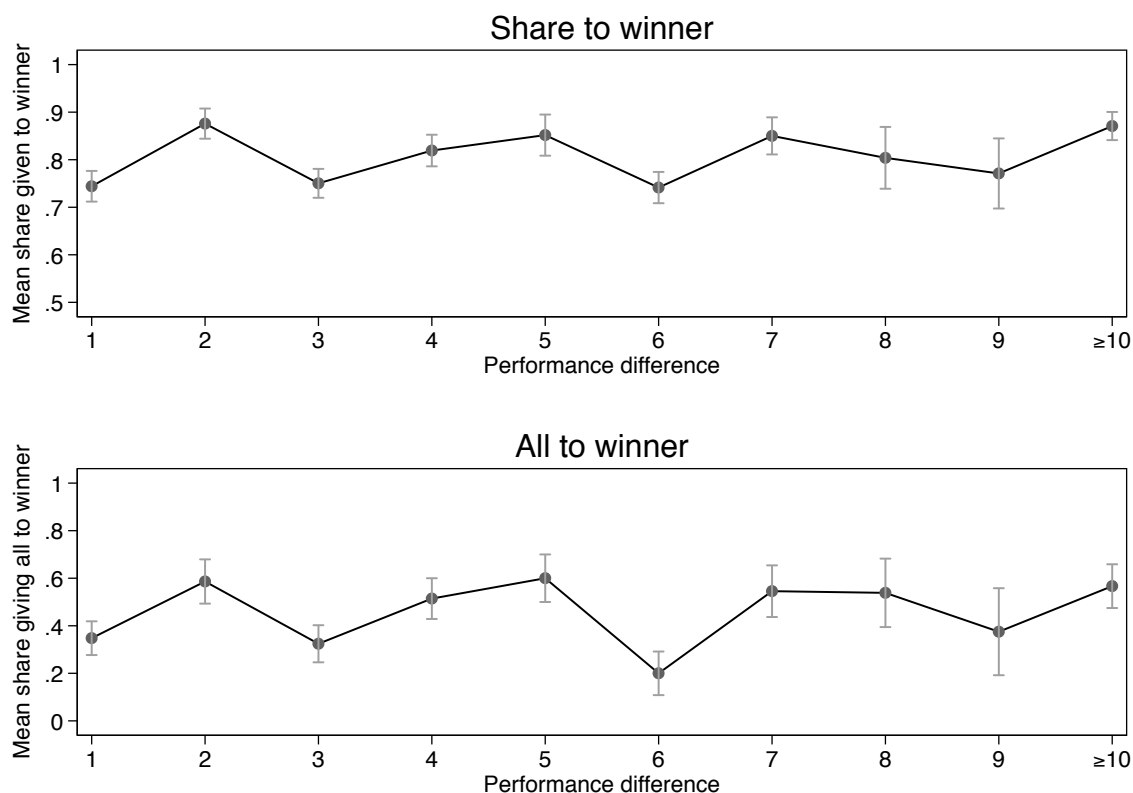 Share to winner
Mean share given to winner
1
.9
.8
.7
.6
.5
1 2 3 4 5 6 7 8 9 ≥10
Performance difference
All to winner
Mean share giving all to winner
1
.8
.6
.4
.2
0
1 2 3 4 5 6 7 8 9 ≥10
Performance difference